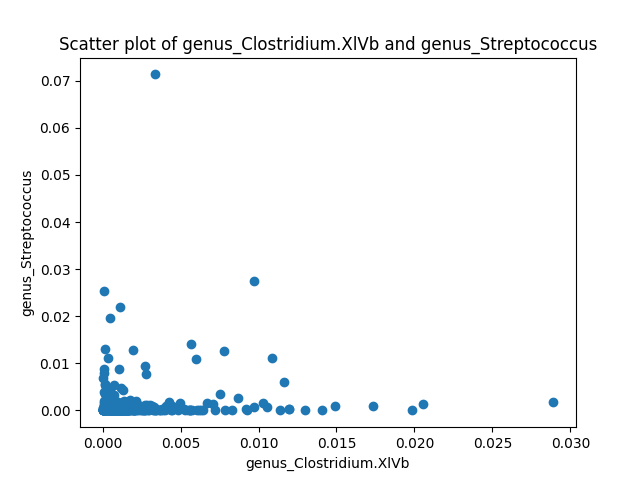 Scatter plot of genus_Clostridium.XlVb and genus_Streptococcus
0.07
0.06
0.05
0.04
0.03
0.02
0.01
0.00
genus_Streptococcus
0.000 0.005 0.010 0.015 0.020 0.025 0.030
genus_Clostridium.XlVb